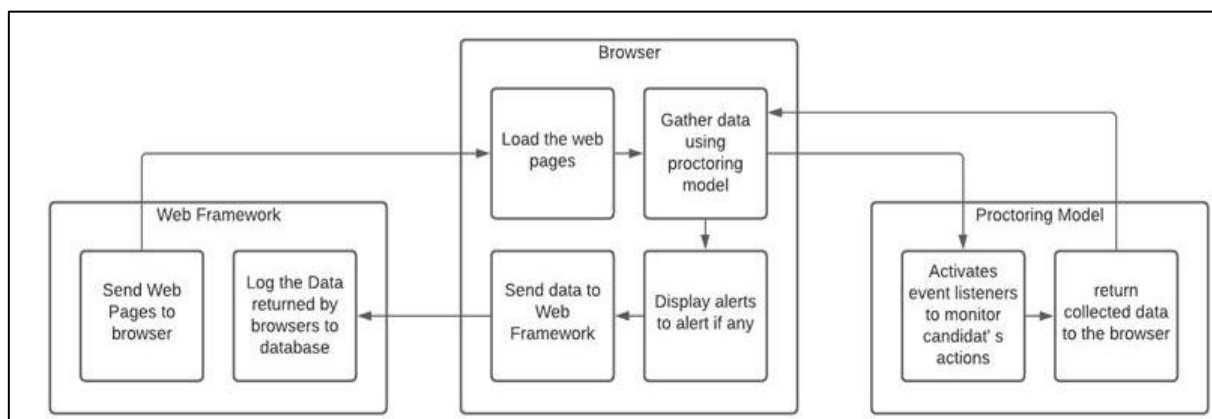 Browser
Load the web
pages
Gather data
using
proctoring
model
Web Framework
Send Web
Pages to
browser
Log the Data
returned by
browsers to
database
Send data to
Web
Framework
Display alerts
to alert if any
Proctoring Model
Activates
event listeners
to monitor
candidat' s
actions
return
collected data
to the browser